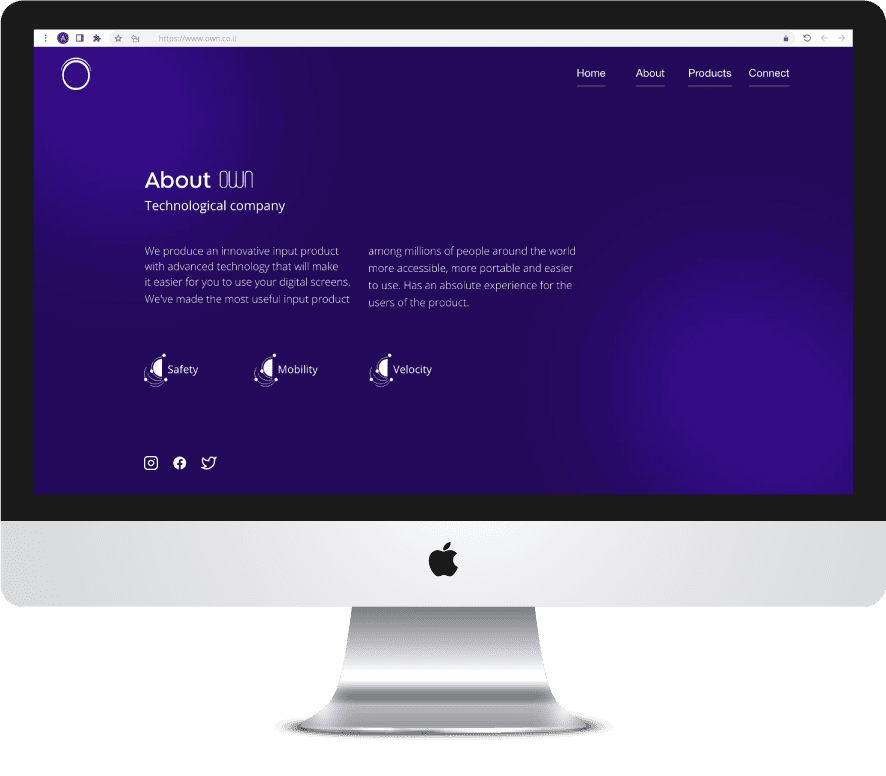 A
https://www.own.co.il
Home About Products Connect
About OWN
Technological company
We produce an innovative input product
with advanced technology that will make
it easier for you to use your digital screens.
We've made the most useful input product
among millions of people around the world
more accessible, more portable and easier
to use. Has an absolute experience for the
users of the product.
Safety
Mobility
Velocity